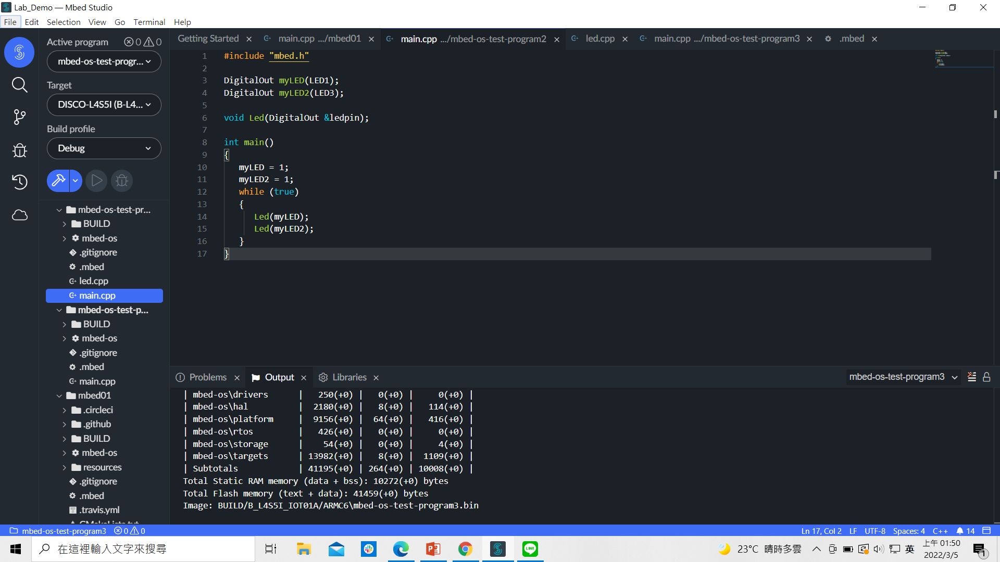 Lab_Demo — Mbed Studio
File Edit Selection View Go Terminal Help
Active program 0 0
mbed-os-test-progr...
Target
DISCO-L4S5I (B-L4...
Build profile
Debug
mbed-os-test-pr...
BUILD
mbed-os
.gitignore
.mbed
led.cpp
main.cpp
mbed-os-test-p...
BUILD
mbed-os
.gitignore
.mbed
main.cpp
mbed01
.circleci
.github
BUILD
mbed-os
resources
.gitignore
.mbed
.travis.yml
Getting Started × main.cpp .../mbed01 × main.cpp .../mbed-os-test-program2 × led.cpp × main.cpp .../mbed-os-test-program3 × .mbed ×
1 #include "mbed.h"
2
3 DigitalOut myLED(LED1);
4 DigitalOut myLED2(LED3);
5
6 void Led(DigitalOut &ledpin);
7
8 int main()
9 {
10 myLED = 1;
11 myLED2 = 1;
12 while (true)
13 {
14 Led(myLED);
15 Led(myLED2);
16 }
17 }
Problems × Output × Libraries × mbed-os-test-program3
| mbed-os\drivers | 250(+0) | 0(+0) | 0(+0) |
| mbed-os\hal | 2180(+0) | 8(+0) | 114(+0) |
| mbed-os\platform | 9156(+0) | 64(+0) | 416(+0) |
| mbed-os\rtos | 426(+0) | 0(+0) | 0(+0) |
| mbed-os\storage | 54(+0) | 0(+0) | 4(+0) |
| mbed-os\targets | 13982(+0) | 8(+0) | 1109(+0) |
| Subtotals | 41195(+0) | 264(+0) | 10008(+0) |
Total Static RAM memory (data + bss): 10272(+0) bytes
Total Flash memory (text + data): 41459(+0) bytes
Image: BUILD/B_L4S5I_IOT01A/ARMC6\mbed-os-test-program3.bin
mbed-os-test-program3 0 0 Ln 17, Col 2 LF UTF-8 Spaces: 4 C++ 14
在這裡輸入文字來搜尋 LINE 23°C 晴時多雲 英 上午 01:50
2022/3/5 1